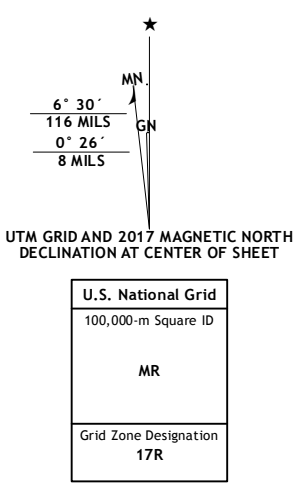 MN
6° 30´
116 MILS
GN
0° 26´
8 MILS
UTM GRID AND 2017 MAGNETIC NORTH
DECLINATION AT CENTER OF SHEET
U.S. National Grid
100,000-m Square ID
MR
Grid Zone Designation
17R